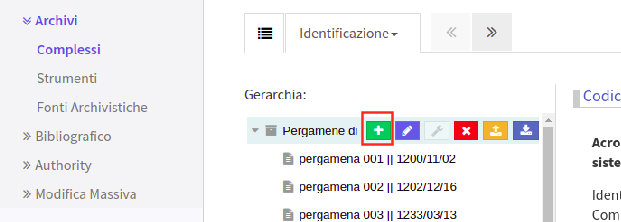 Archivi
Complessi
Strumenti
Fonti Archivistiche
Bibliografico
Authority
Modifica Massiva
Identificazione
Gerarchia:
Pergamene di
pergamena 001 || 1200/11/02
pergamena 002 || 1202/12/16
pergamena 003 || 1233/03/13
Codic
Acro
siste
Ident
Com